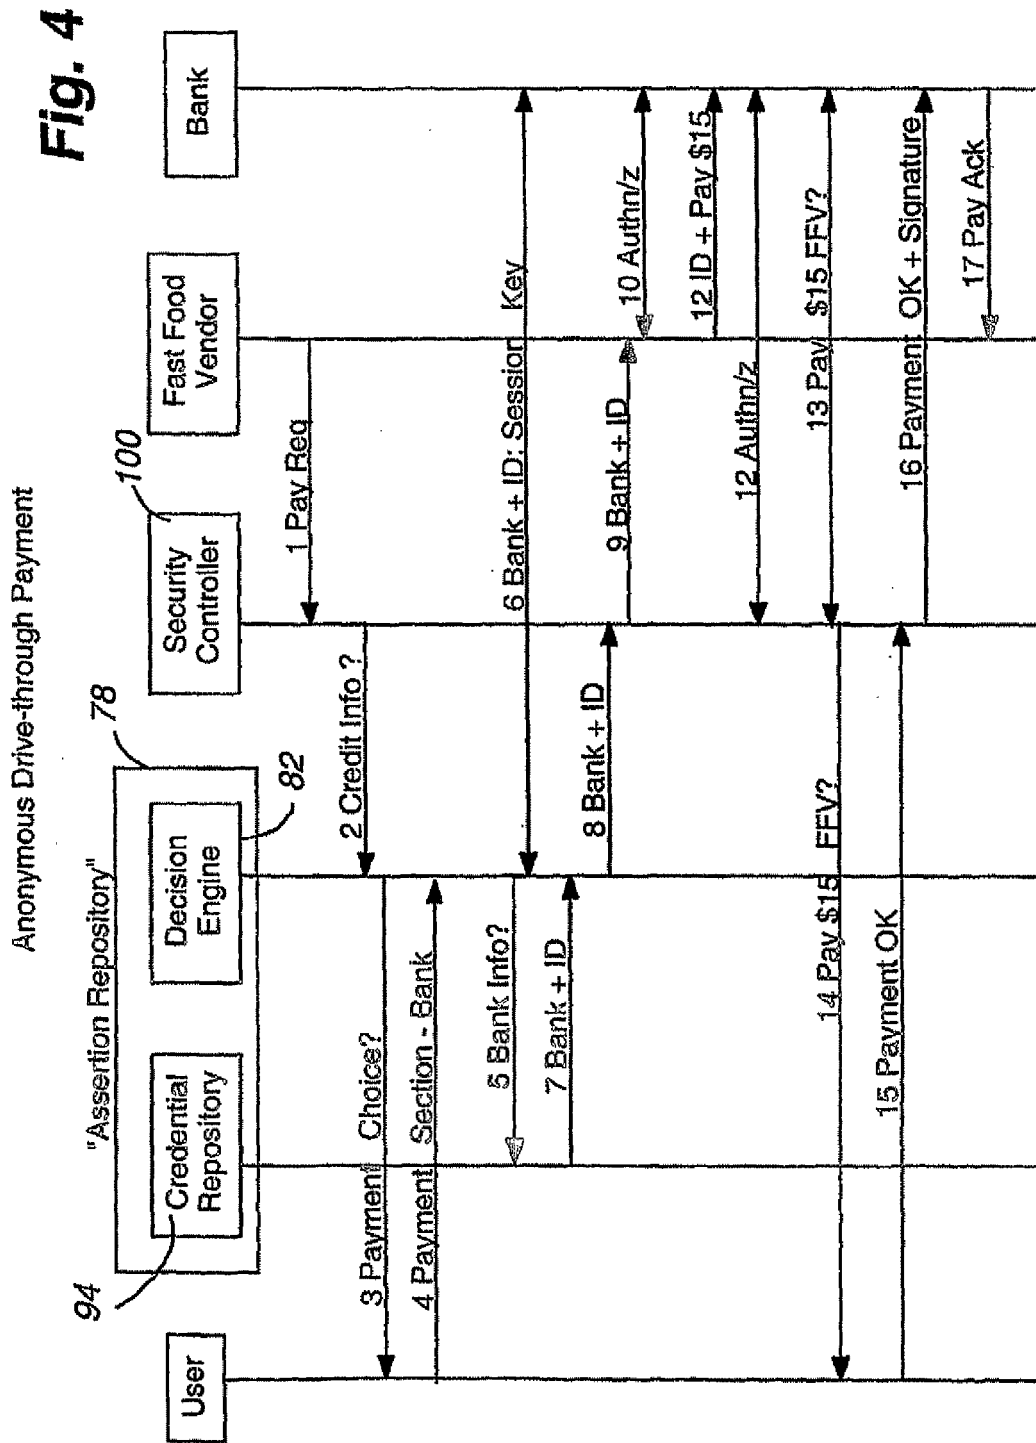 Anonymous Drive-through Payment
Fig. 4
"Assertion Repository"
78
100
User
94
Credential
Repository
Decision
Engine
82
Security
Controller
Fast Food
Vendor
Bank
1 Pay Req
2 Credit Info ?
3 Payment Choice?
4 Payment Section - Bank
5 Bank Info?
6 Bank + ID: Session Key
7 Bank + ID
8 Bank + ID
9 Bank + ID
10 Authn/z
12 ID + Pay $15
12 Authn/z
13 Pay $15 FFV?
14 Pay $15 FFV?
15 Payment OK
16 Payment OK + Signature
17 Pay Ack